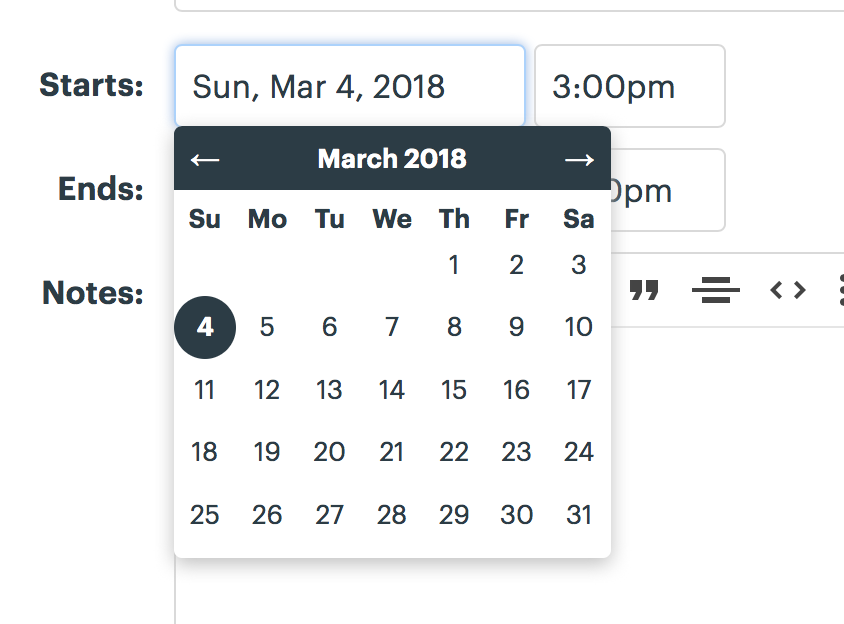 Starts: Sun, Mar 4, 2018 3:00pm
← March 2018 →
Ends: pm
Su Mo Tu We Th Fr Sa
1 2 3
Notes:
4 5 6 7 8 9 10
11 12 13 14 15 16 17
18 19 20 21 22 23 24
25 26 27 28 29 30 31